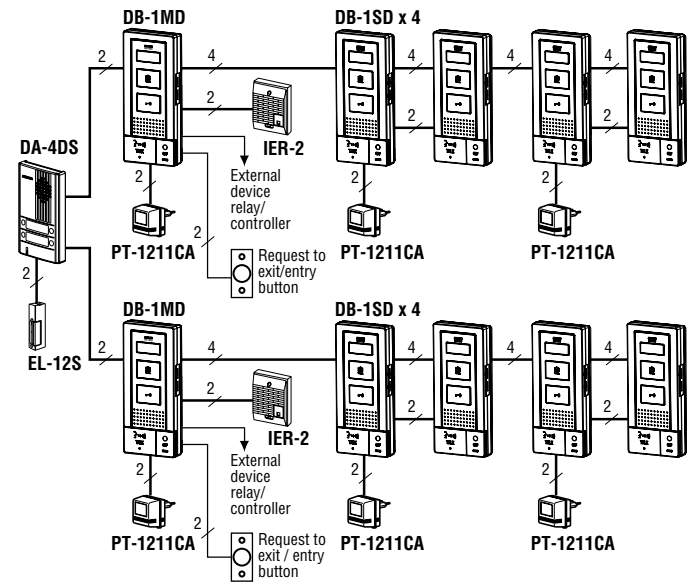 DB-1MD
DB-1SD x 4
2
4
4
4
4
2
IER-2
2
2
DA-4DS
External
device
relay/
controller
2
2
2
PT-1211CA
PT-1211CA
PT-1211CA
2
Request to
exit/entry
button
2
EL-12S
DB-1MD
DB-1SD x 4
2
4
4
4
4
2
IER-2
2
2
External
device
relay/
controller
2
2
2
PT-1211CA
PT-1211CA
PT-1211CA
2
Request to
exit / entry
button